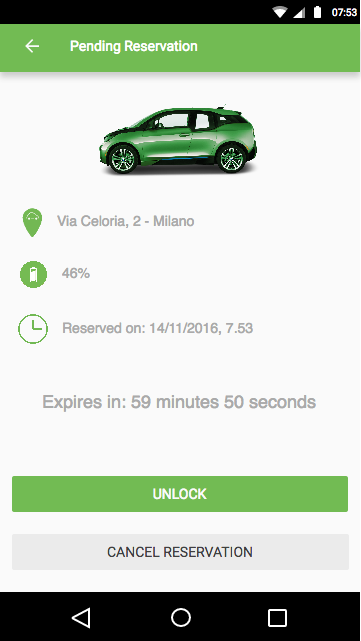 07:53
Pending Reservation
Via Celoria, 2 - Milano
46%
Reserved on: 14/11/2016, 7.53
Expires in: 59 minutes 50 seconds
UNLOCK
CANCEL RESERVATION